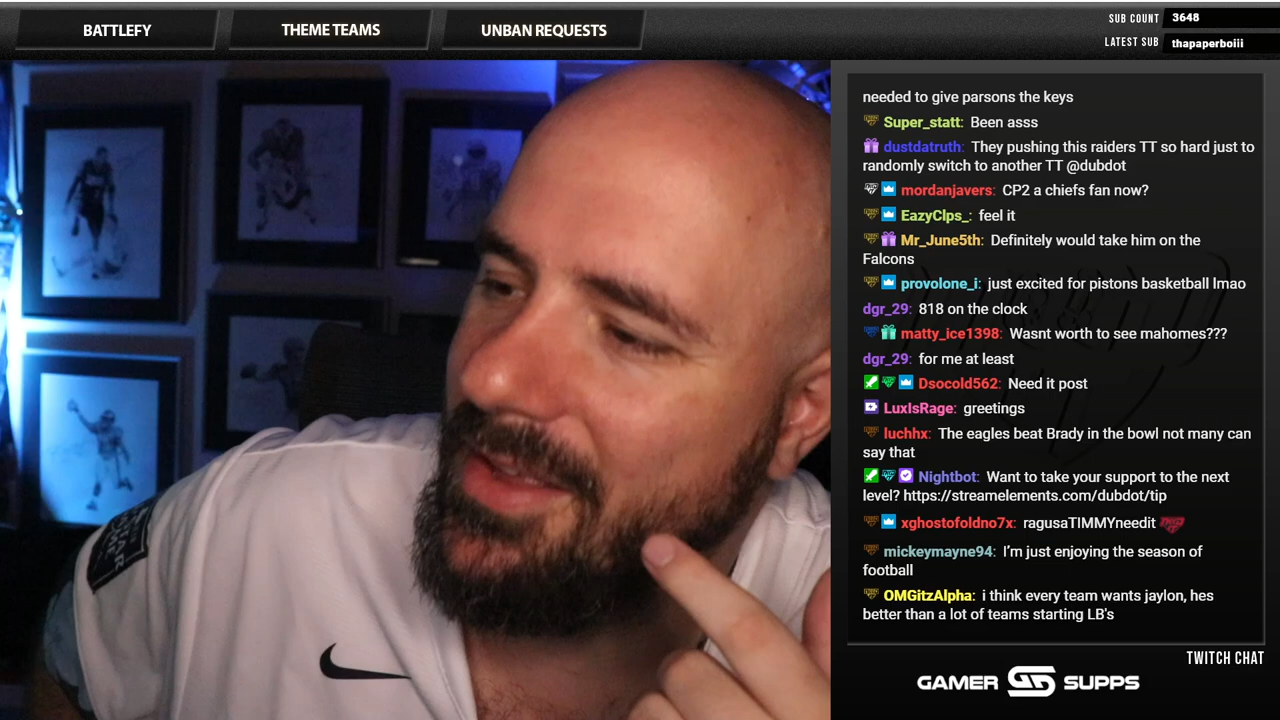 BATTLEFY
THEME TEAMS
UNBAN REQUESTS
SUB COUNT 3648
LATEST SUB thapaperboiii
needed to give parsons the keys
Super_statt: Been asss
dustdatruth: They pushing this raiders TT so hard just to
randomly switch to another TT @dubdot
mordanjavers: CP2 a chiefs fan now?
EazyClps_: feel it
Mr_June5th: Definitely would take him on the
Falcons
provolone_i: just excited for pistons basketball lmao
dgr_29: 818 on the clock
matty_ice1398: Wasnt worth to see mahomes???
dgr_29: for me at least
Dsocold562: Need it post
LuxIsRage: greetings
luchhx: The eagles beat Brady in the bowl not many can
say that
Nightbot: Want to take your support to the next
level? https://streamelements.com/dubdot/tip
xghostofoldno7x: ragusaTIMMYneedit
mickeymayne94: I'm just enjoying the season of
football
OMGitzAlpha: i think every team wants jaylon, hes
better than a lot of teams starting LB's
TWITCH CHAT
GAMER SUPPS